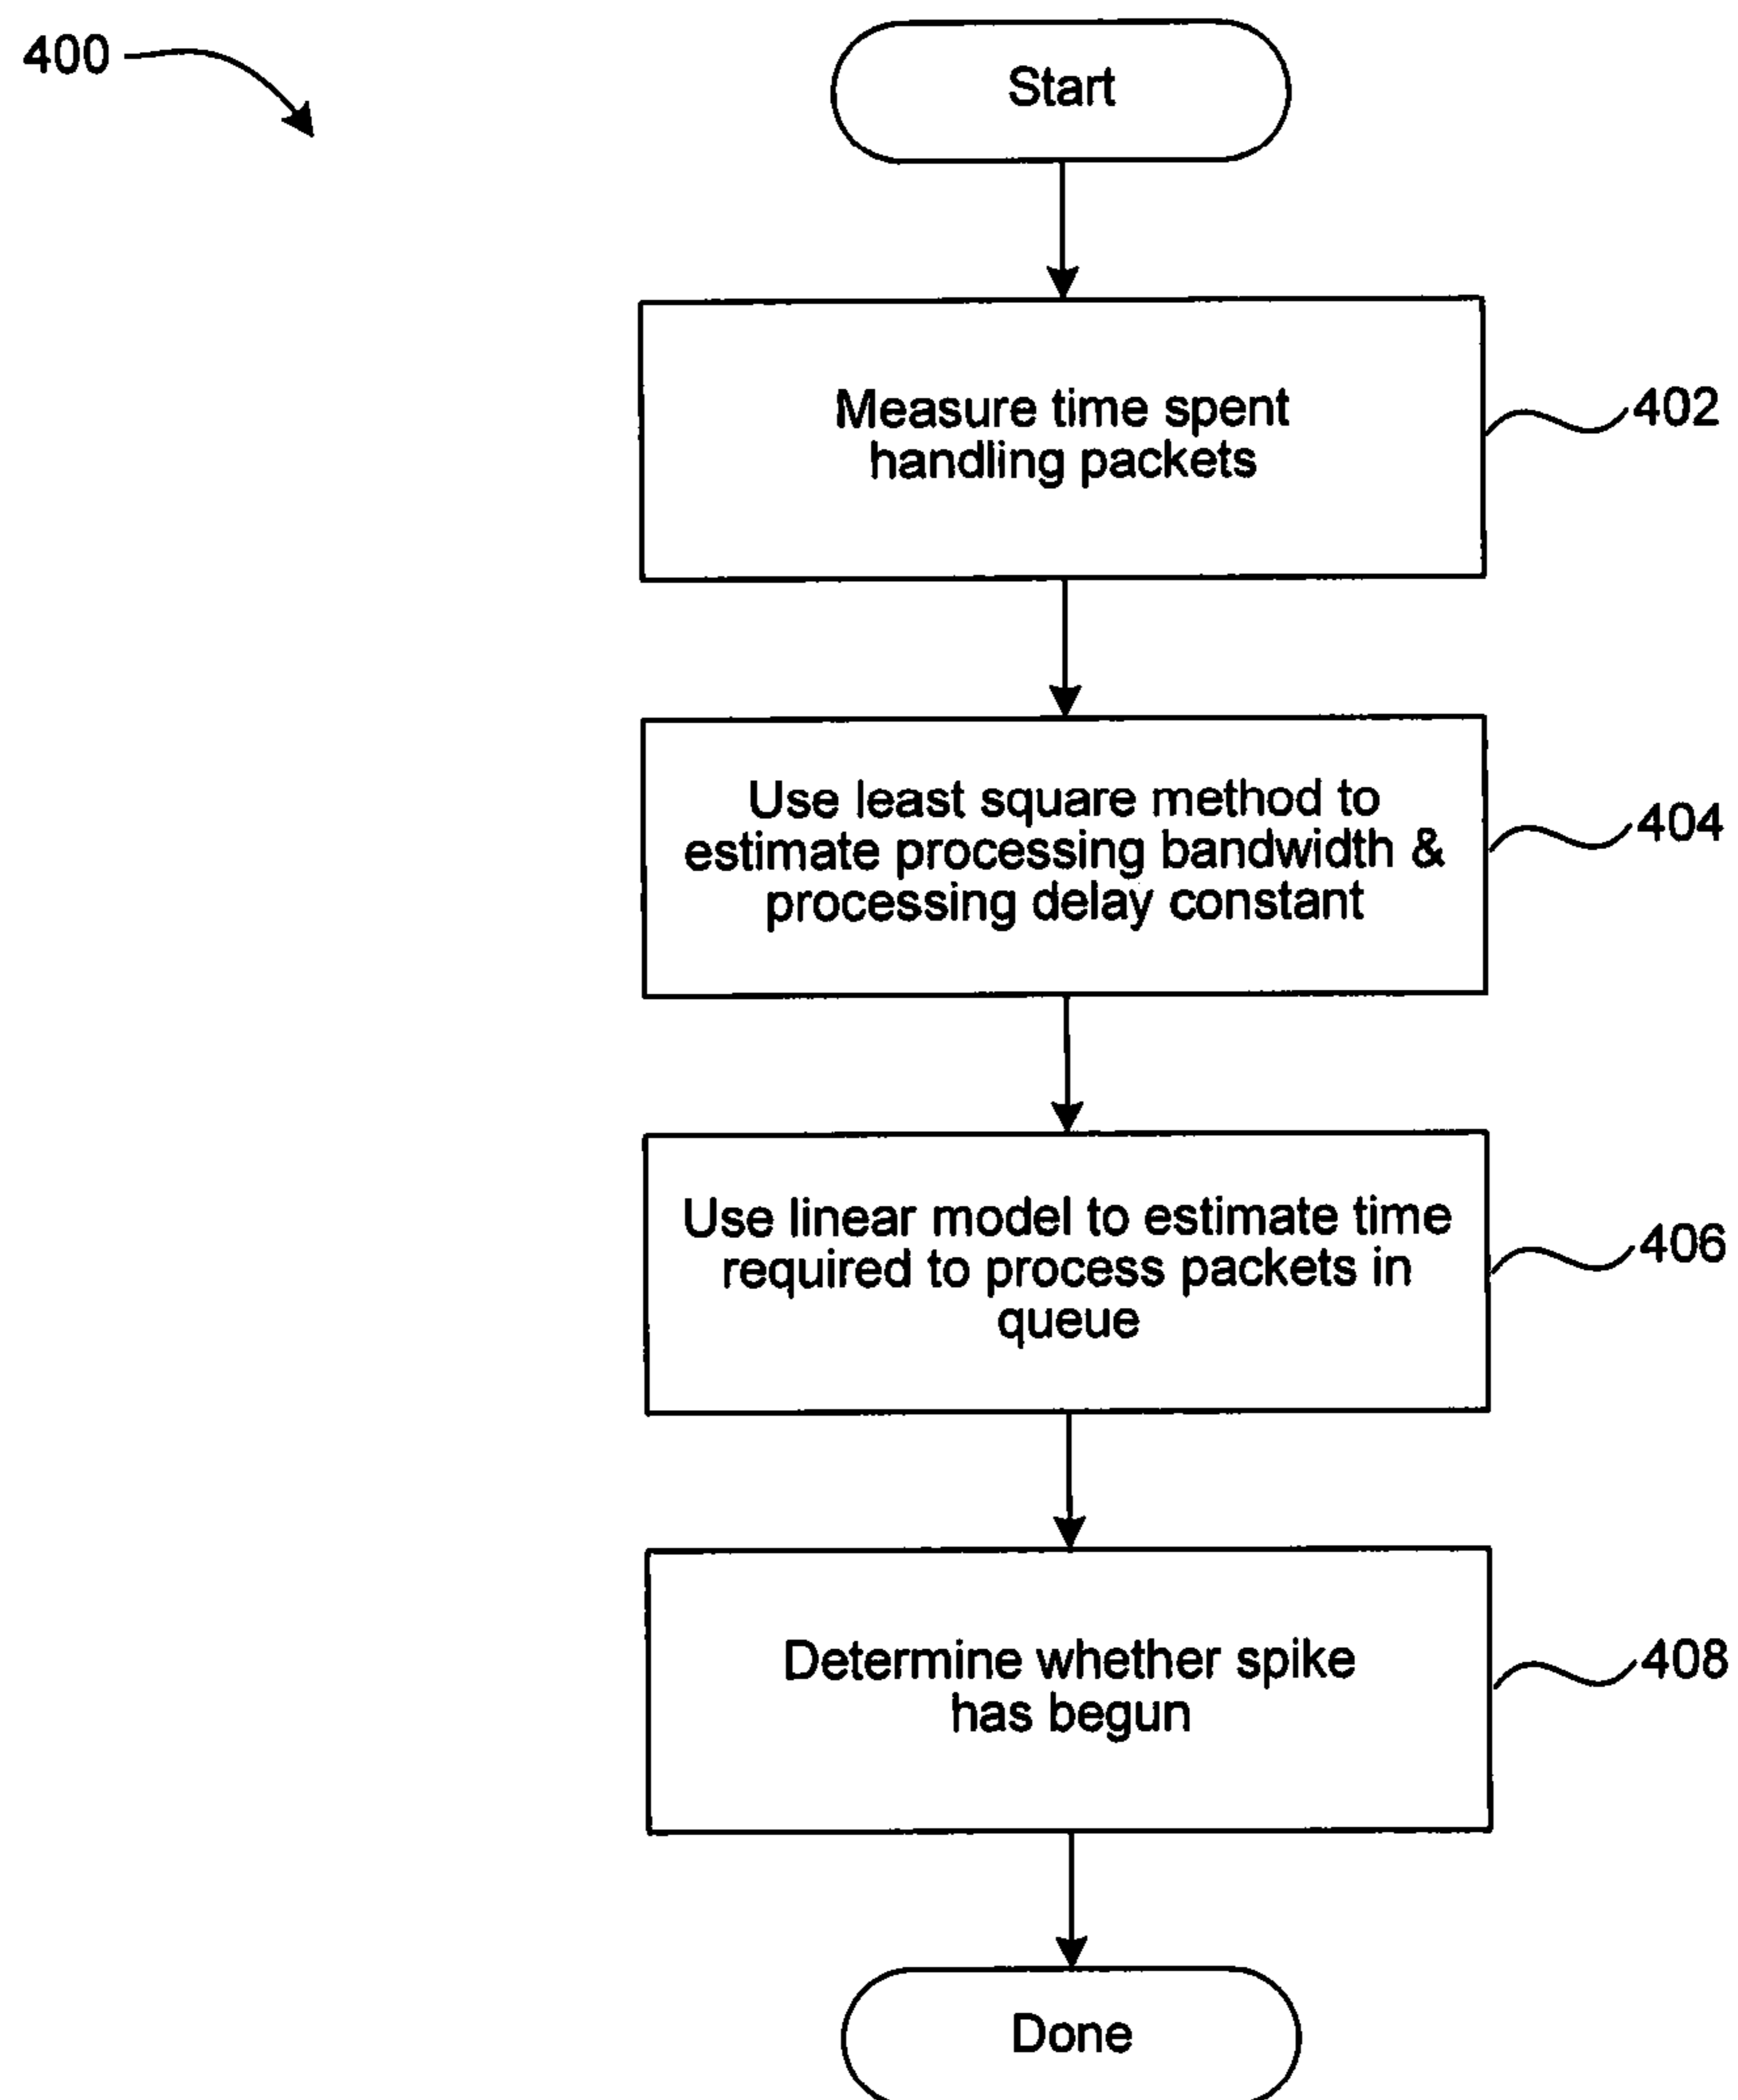 400
Start
Measure time spent
handling packets
402
Use least square method to
estimate processing bandwidth &
processing delay constant
404
Use linear model to estimate time
required to process packets in
queue
406
Determine whether spike
has begun
408
Done